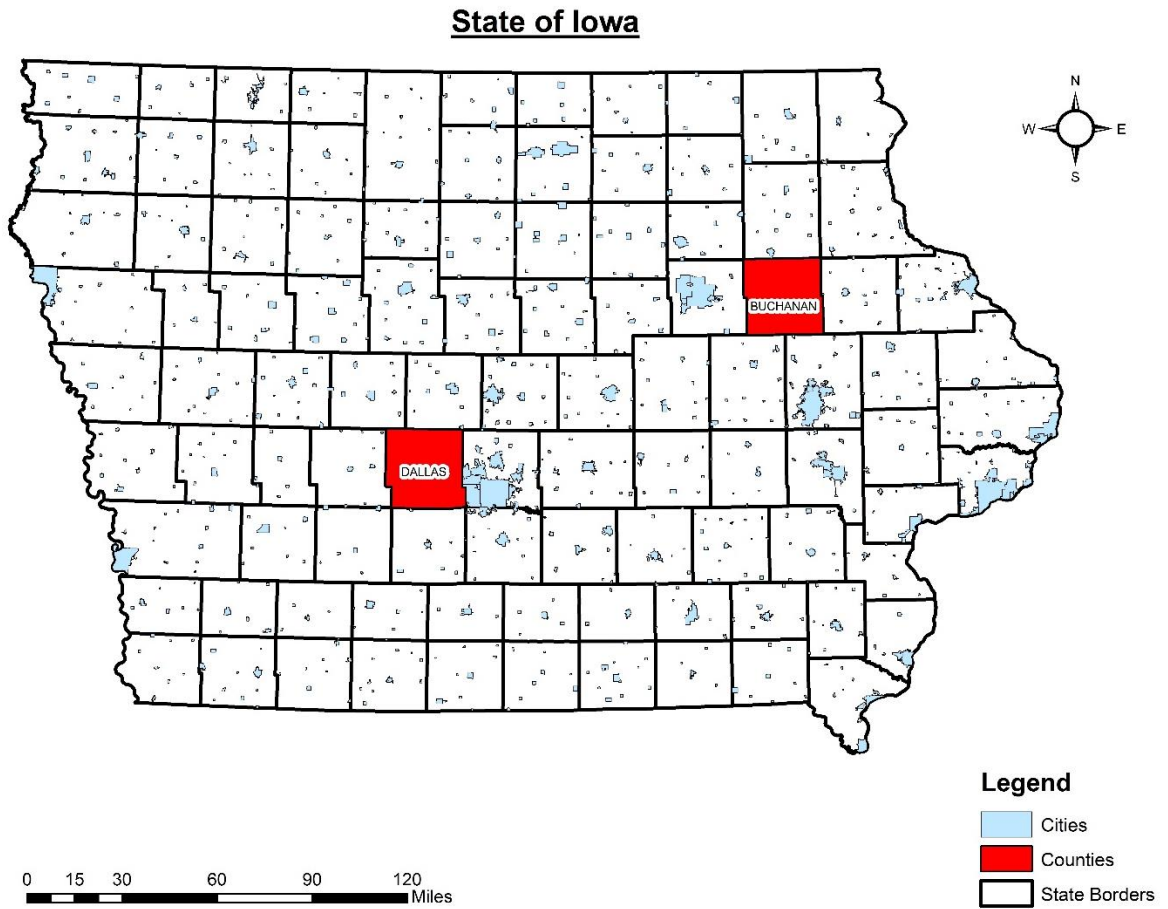 State of Iowa
N
W E
S
BUCHANAN
DALLAS
Legend
Cities
Counties
State Borders
0 15 30 60 90 120
Miles